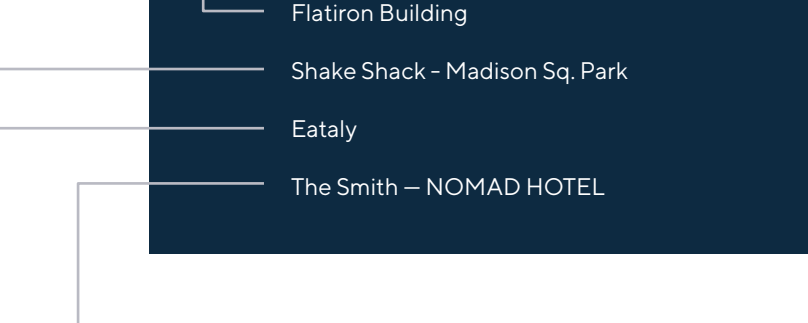 Flatiron Building
Shake Shack - Madison Sq. Park
Eataly
The Smith — NOMAD HOTEL